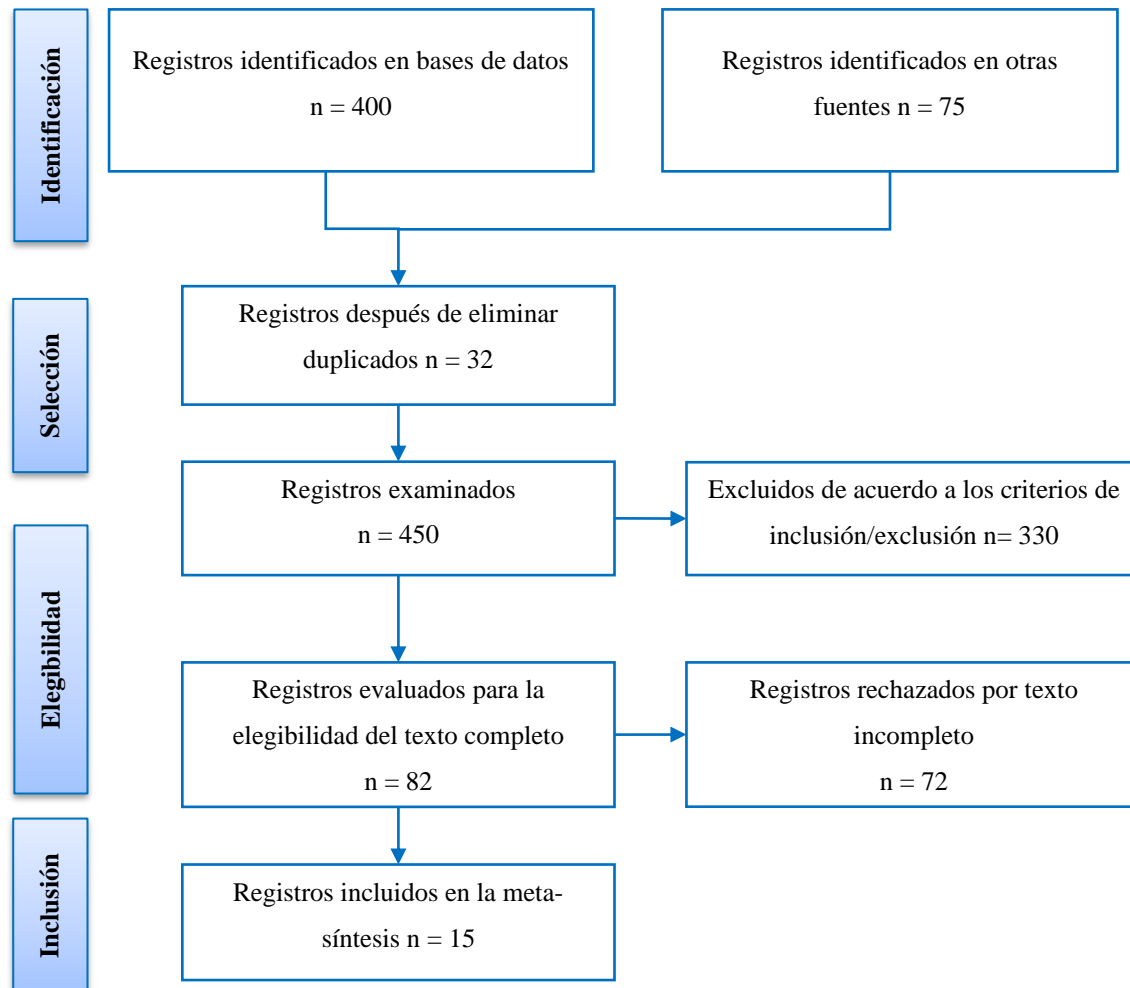 Identificación
Registros identificados en bases de datos
n = 400
Registros identificados en otras
fuentes n = 75
Selección
Registros después de eliminar
duplicados n = 32
Registros examinados
n = 450
Excluidos de acuerdo a los criterios de
inclusión/exclusión n= 330
Elegibilidad
Registros evaluados para la
elegibilidad del texto completo
n = 82
Registros rechazados por texto
incompleto
n = 72
Inclusión
Registros incluidos en la meta-
síntesis n = 15